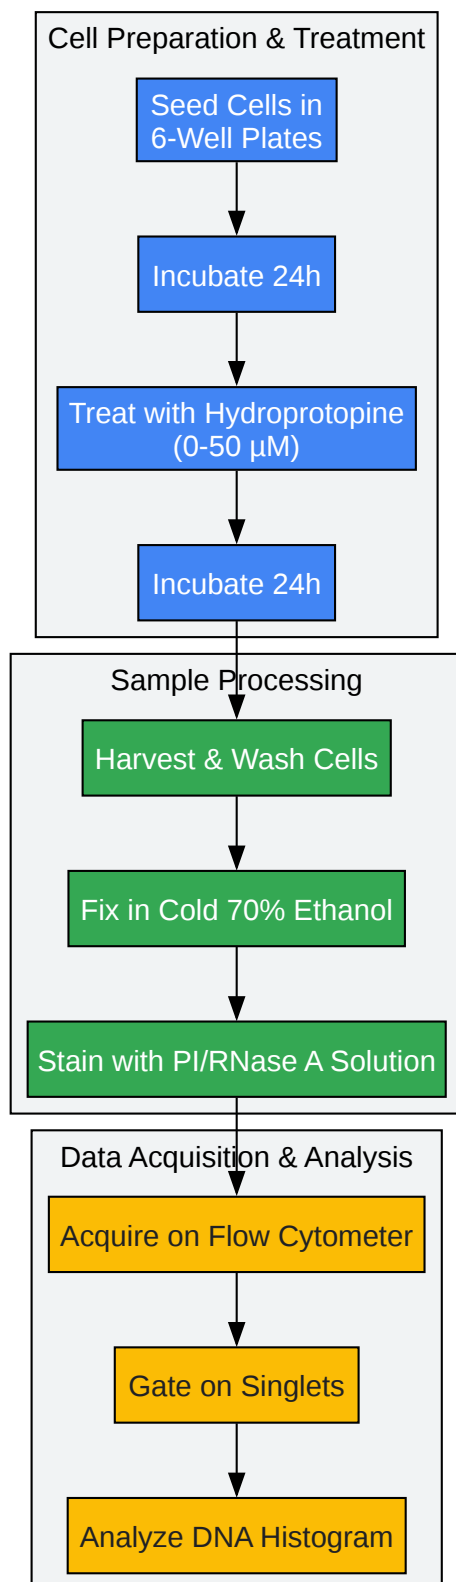 Cell Preparation & Treatment
Seed Cells in
6-Well Plates
Incubate 24h
Treat with Hydroprotopine
(0-50 µM)
Incubate 24h
Sample Processing
Harvest & Wash Cells
Fix in Cold 70% Ethanol
Stain with PI/RNase A Solution
Data Acquisition & Analysis
Acquire on Flow Cytometer
Gate on Singlets
Analyze DNA Histogram